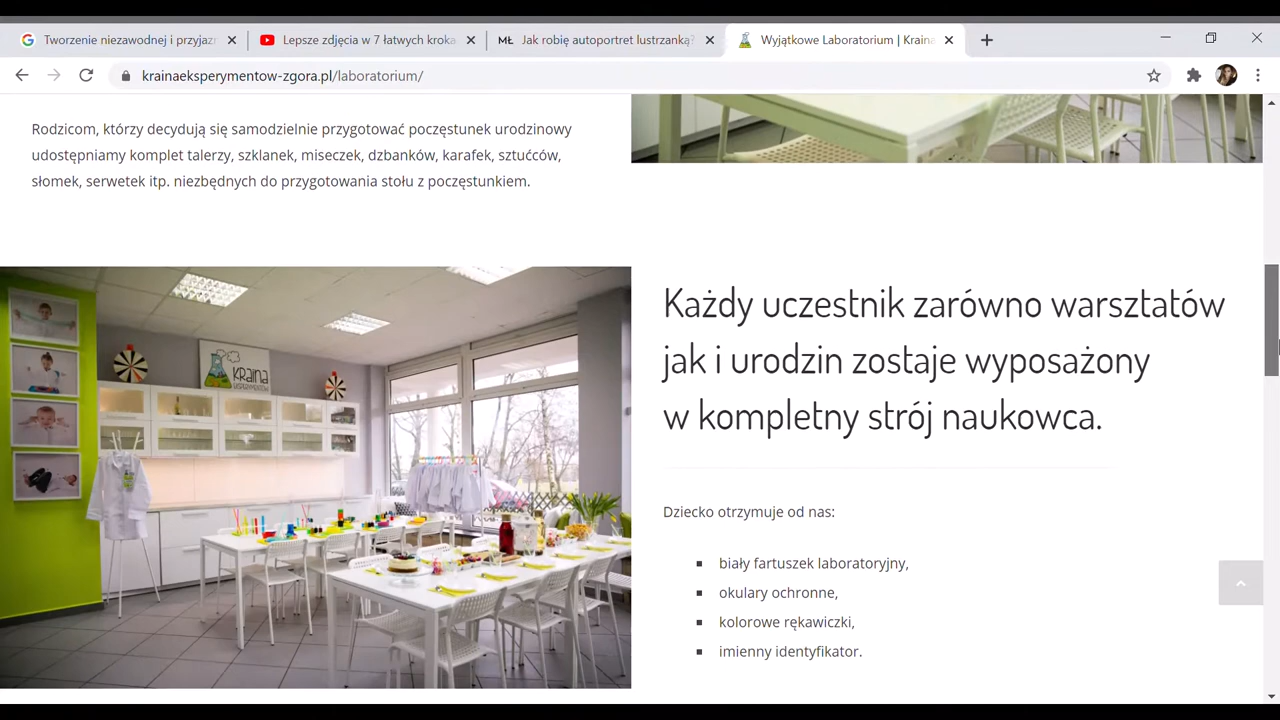 Tworzenie niezawodnej i przyjaz
Lepsze zdjęcia w 7 łatwych kroka
MŁ Jak robię autoportret lustrzanką?
Wyjątkowe Laboratorium | Kraina
krainaeksperymentow-zgora.pl/laboratorium/
Rodzicom, którzy decydują się samodzielnie przygotować poczęstunek urodzinowy
udostępniamy komplet talerzy, szklanek, miseczek, dzbanków, karafek, sztućców,
słomek, serwetek itp. niezbędnych do przygotowania stołu z poczęstunkiem.
KRAINA
EKSPERYMENTÓW
Każdy uczestnik zarówno warsztatów
jak i urodzin zostaje wyposażony
w kompletny strój naukowca.
Dziecko otrzymuje od nas:
biały fartuszek laboratoryjny,
okulary ochronne,
kolorowe rękawiczki,
imienny identyfikator.